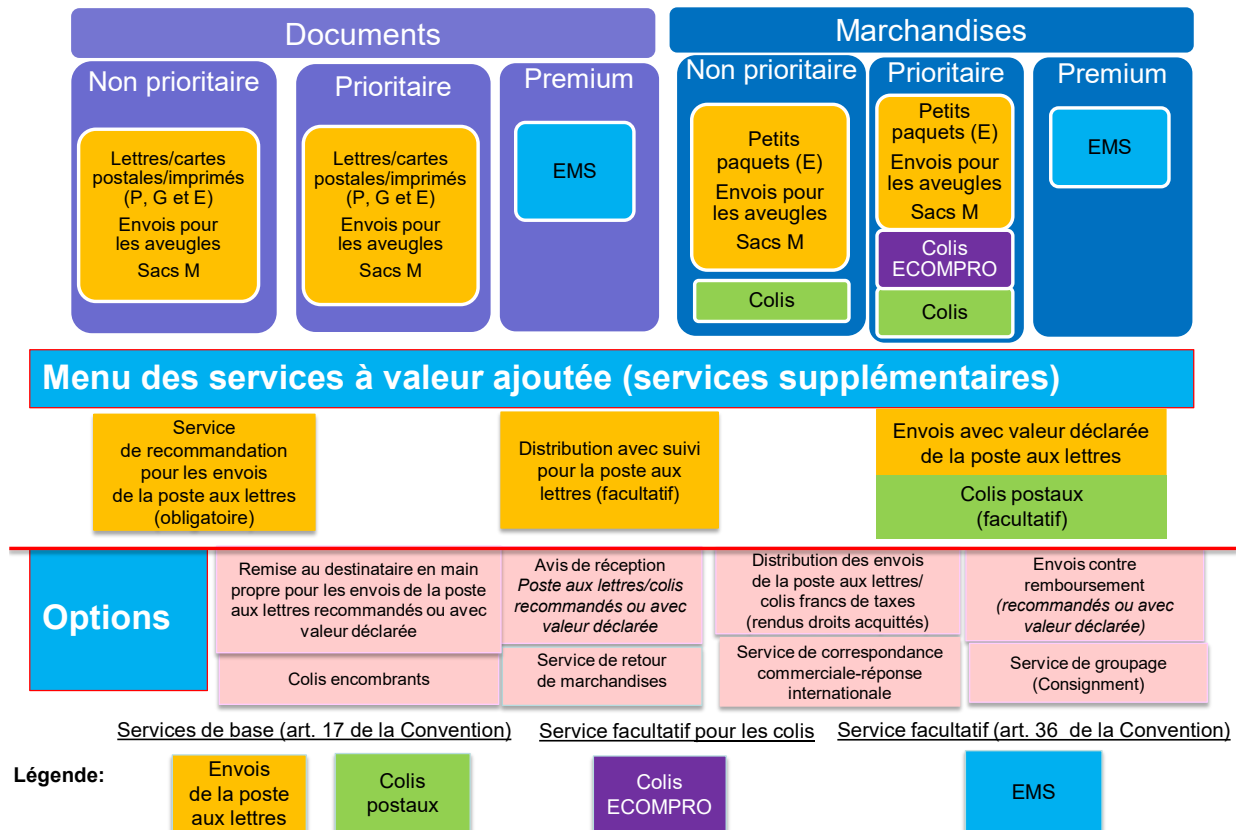 Documents
Marchandises
Non prioritaire
Prioritaire
Premium
Non prioritaire
Prioritaire
Premium
Lettres/cartes
postales/imprimés
(P, G et E)
Envois pour
les aveugles
Sacs M
Lettres/cartes
postales/imprimés
(P, G et E)
Envois pour
les aveugles
Sacs M
EMS
Petits
paquets (E)
Envois pour
les aveugles
Sacs M
Colis
Petits
paquets (E)
Envois pour
les aveugles
Sacs M
Colis
ECOMPRO
Colis
EMS
Menu des services à valeur ajoutée (services supplémentaires)
Service
de recommandation
pour les envois
de la poste aux lettres
(obligatoire)
Distribution avec suivi
pour la poste aux
lettres (facultatif)
Envois avec valeur déclarée
de la poste aux lettres
Colis postaux
(facultatif)
Options
Remise au destinataire en main
propre pour les envois de la poste
aux lettres recommandés ou avec
valeur déclarée
Avis de réception
Poste aux lettres/colis
recommandés ou avec
valeur déclarée
Distribution des envois
de la poste aux lettres/
colis francs de taxes
(rendus droits acquittés)
Envois contre
remboursement
(recommandés ou avec
valeur déclarée)
Colis encombrants
Service de retour
de marchandises
Service de correspondance
commerciale-réponse
internationale
Service de groupage
(Consignment)
Services de base (art. 17 de la Convention)
Service facultatif pour les colis
Service facultatif (art. 36 de la Convention)
Légende:
Envois
de la poste
aux lettres
Colis
postaux
Colis
ECOMPRO
EMS